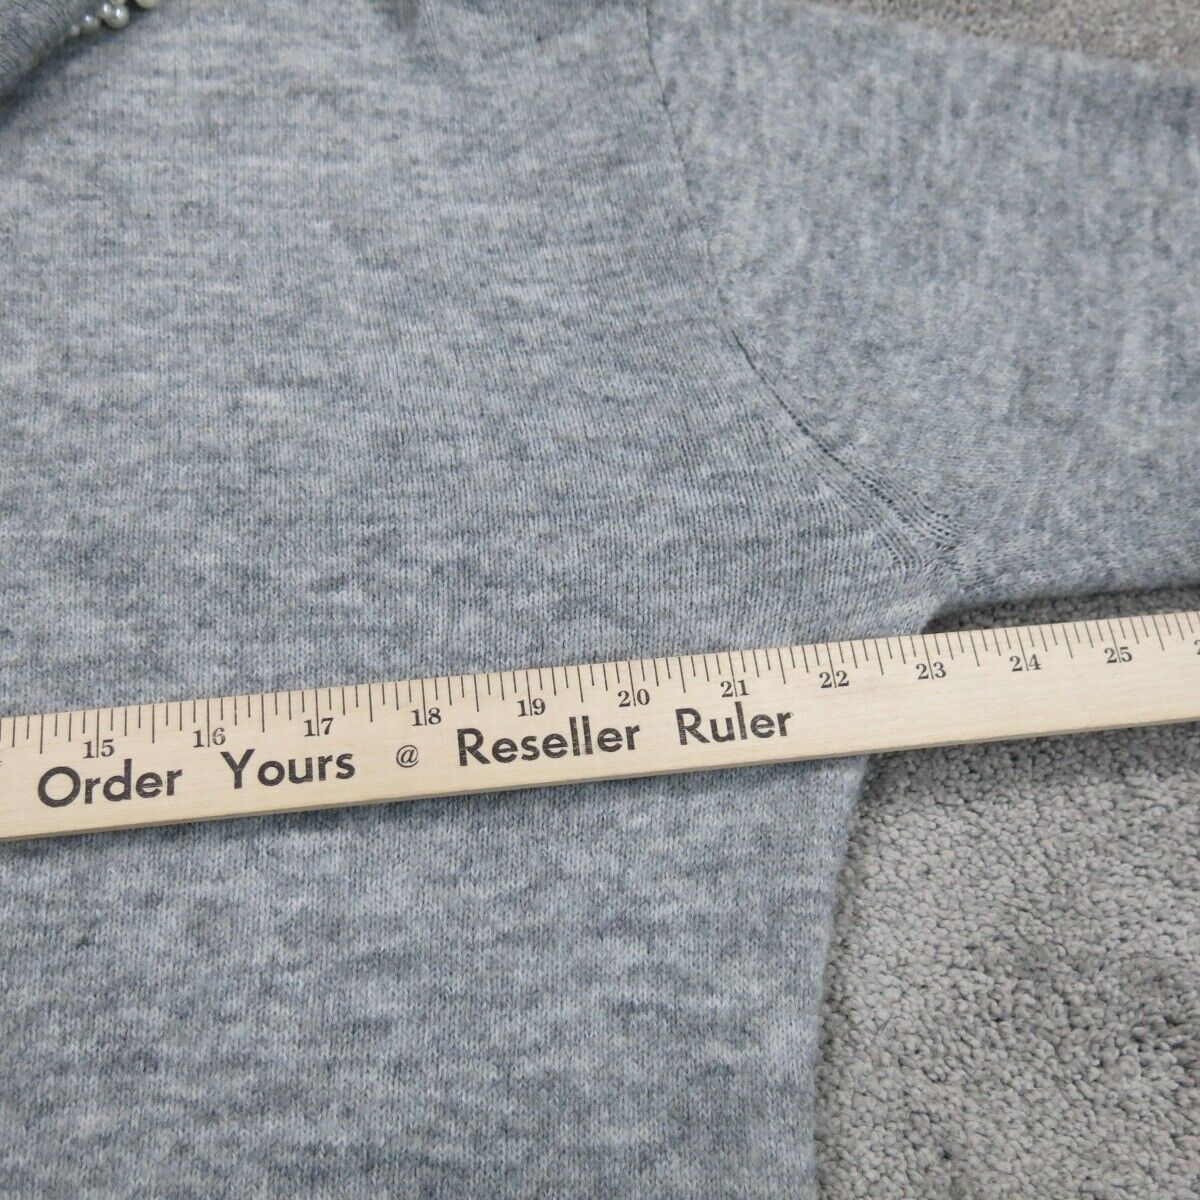 15 16 17 18 19 20 21 22 23 24 25
Order Yours @ Reseller Ruler